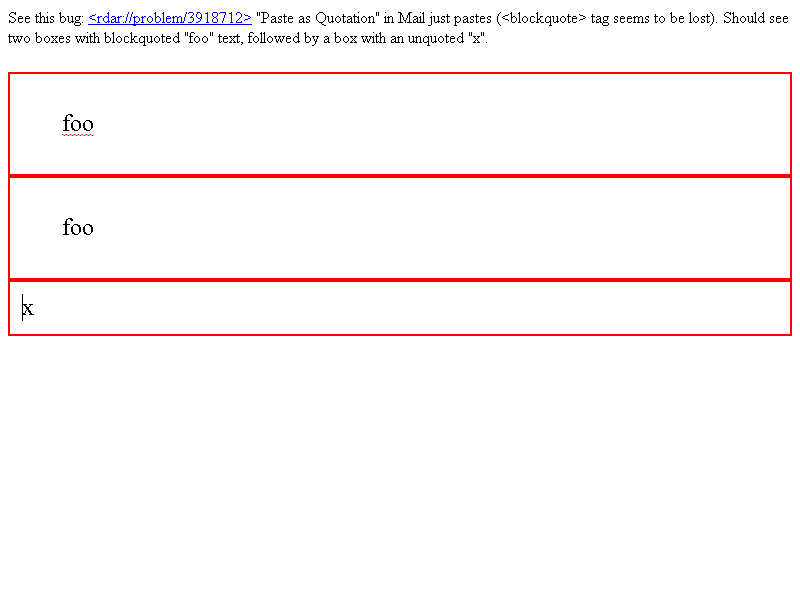 See this bug: <rdar://problem/3918712> "Paste as Quotation" in Mail just pastes (<blockquote> tag seems to be lost). Should see
two boxes with blockquoted "foo" text, followed by a box with an unquoted "x".
foo
foo
x